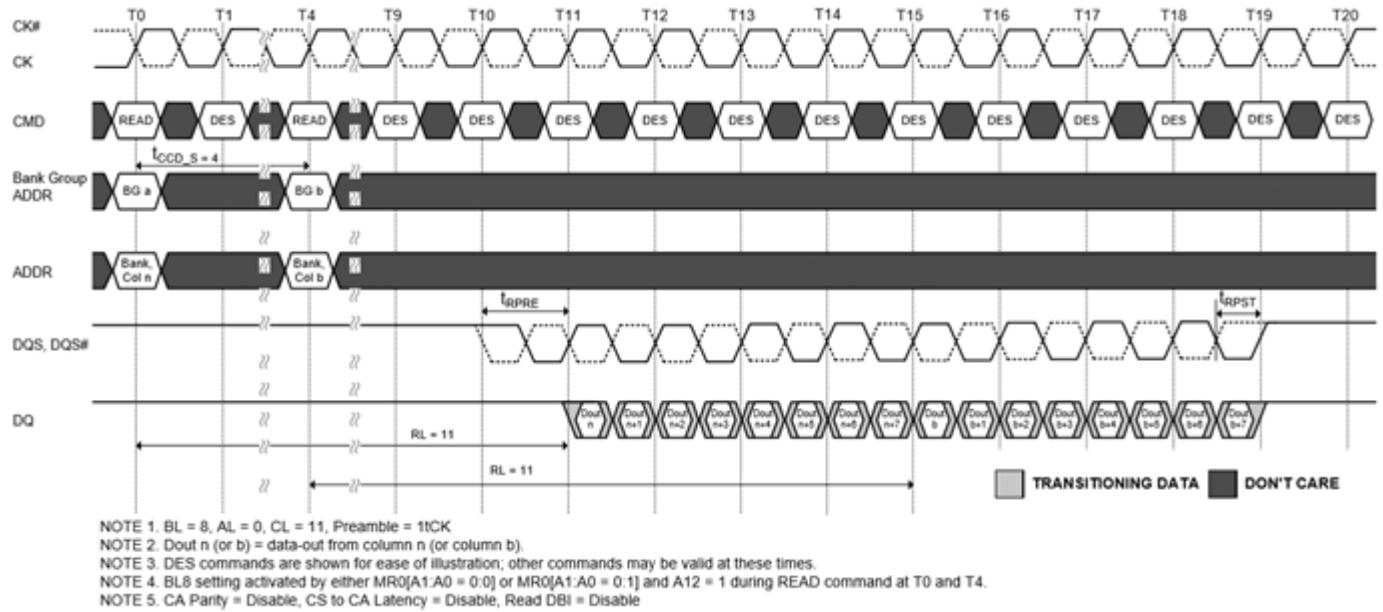 T0 T1 T4 T9 T10 T11 T12 T13 T14 T15 T16 T17 T18 T19 T20
CK#
CK
CMD READ DES READ DES DES DES DES DES DES DES DES DES DES DES DES
tCCD_S = 4
Bank Group
ADDR BG a BG b
ADDR Bank, Col n Bank, Col b
tRPRE tRPST
DQS, DQS#
DQ Dout n Dout n+1 Dout n+2 Dout n+3 Dout n+4 Dout n+5 Dout n+6 Dout n+7 Dout b Dout b+1 Dout b+2 Dout b+3 Dout b+4 Dout b+5 Dout b+6 Dout b+7
RL = 11
RL = 11
TRANSITIONING DATA DON'T CARE
NOTE 1. BL = 8, AL = 0, CL = 11, Preamble = 1tCK
NOTE 2. Dout n (or b) = data-out from column n (or column b).
NOTE 3. DES commands are shown for ease of illustration; other commands may be valid at these times.
NOTE 4. BL8 setting activated by either MR0[A1:A0 = 0:0] or MR0[A1:A0 = 0:1] and A12 = 1 during READ command at T0 and T4.
NOTE 5. CA Parity = Disable, CS to CA Latency = Disable, Read DBI = Disable